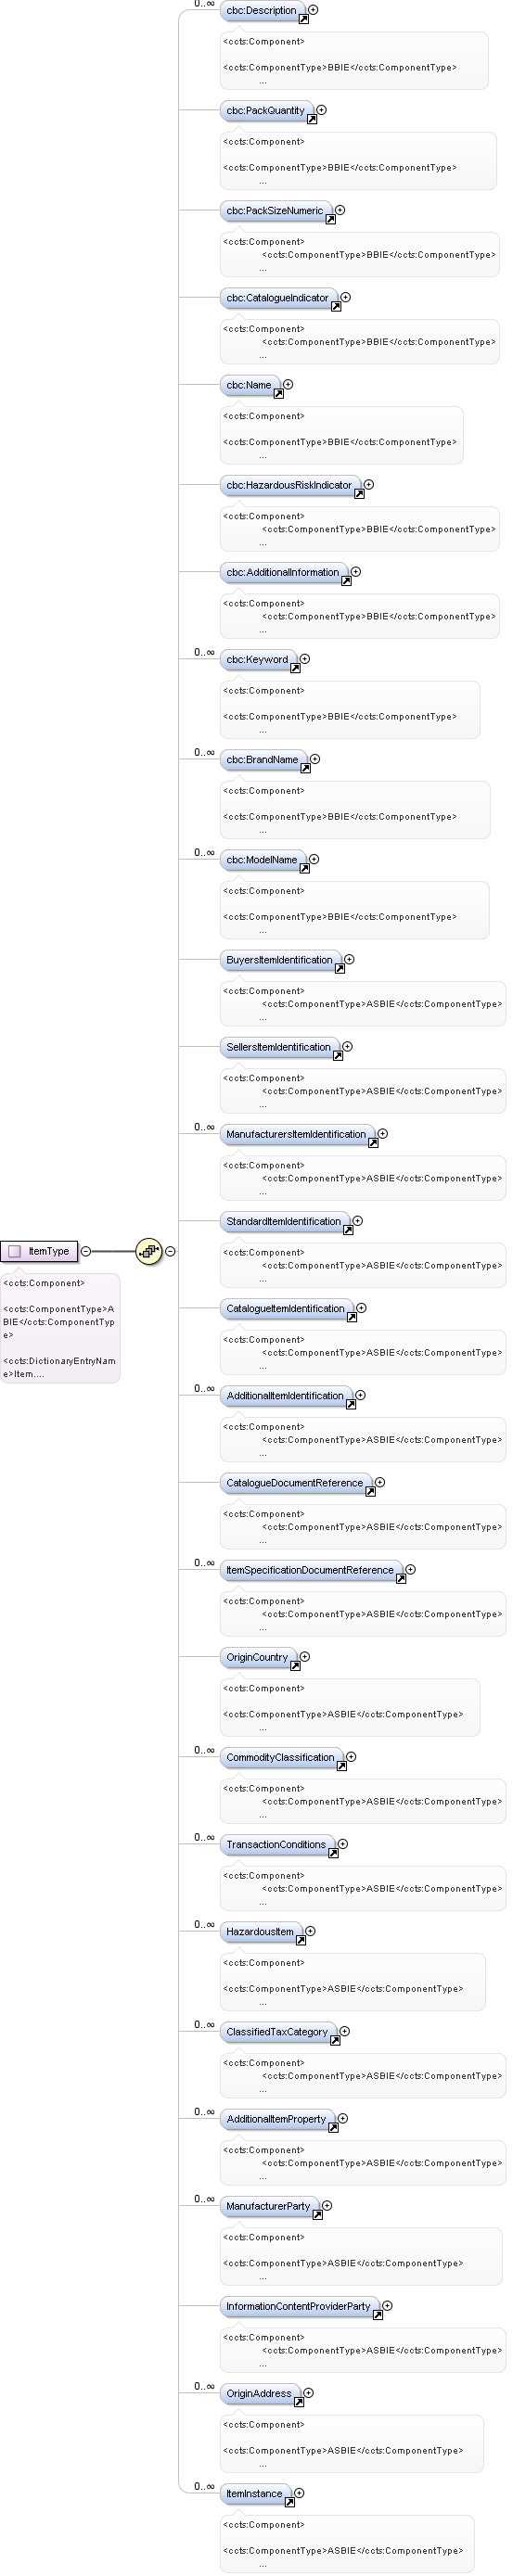 0..∞
cbc:Description
<ccts:Component>
<ccts:ComponentType>BBIE</ccts:ComponentType>
...
cbc:PackQuantity
<ccts:Component>
<ccts:ComponentType>BBIE</ccts:ComponentType>
...
cbc:PackSizeNumeric
<ccts:Component>
<ccts:ComponentType>BBIE</ccts:ComponentType>
...
cbc:CatalogueIndicator
<ccts:Component>
<ccts:ComponentType>BBIE</ccts:ComponentType>
...
cbc:Name
<ccts:Component>
<ccts:ComponentType>BBIE</ccts:ComponentType>
...
cbc:HazardousRiskIndicator
<ccts:Component>
<ccts:ComponentType>BBIE</ccts:ComponentType>
...
0..∞
cbc:AdditionalInformation
<ccts:Component>
<ccts:ComponentType>BBIE</ccts:ComponentType>
...
0..∞
cbc:Keyword
<ccts:Component>
<ccts:ComponentType>BBIE</ccts:ComponentType>
...
0..∞
cbc:BrandName
<ccts:Component>
<ccts:ComponentType>BBIE</ccts:ComponentType>
...
0..∞
cbc:ModelName
<ccts:Component>
<ccts:ComponentType>BBIE</ccts:ComponentType>
...
BuyersItemIdentification
<ccts:Component>
<ccts:ComponentType>ASBIE</ccts:ComponentType>
...
SellersItemIdentification
<ccts:Component>
<ccts:ComponentType>ASBIE</ccts:ComponentType>
...
0..∞
ManufacturersItemIdentification
<ccts:Component>
<ccts:ComponentType>ASBIE</ccts:ComponentType>
...
StandardItemIdentification
<ccts:Component>
<ccts:ComponentType>ASBIE</ccts:ComponentType>
...
ItemType
<ccts:Component>
<ccts:ComponentType>A
BIE</ccts:ComponentTyp
e>
<ccts:DictionaryEntryNam
e>Item....
CatalogueItemIdentification
<ccts:Component>
<ccts:ComponentType>ASBIE</ccts:ComponentType>
...
0..∞
AdditionalItemIdentification
<ccts:Component>
<ccts:ComponentType>ASBIE</ccts:ComponentType>
...
CatalogueDocumentReference
<ccts:Component>
<ccts:ComponentType>ASBIE</ccts:ComponentType>
...
0..∞
ItemSpecificationDocumentReference
<ccts:Component>
<ccts:ComponentType>ASBIE</ccts:ComponentType>
...
OriginCountry
<ccts:Component>
<ccts:ComponentType>ASBIE</ccts:ComponentType>
...
0..∞
CommodityClassification
<ccts:Component>
<ccts:ComponentType>ASBIE</ccts:ComponentType>
...
0..∞
TransactionConditions
<ccts:Component>
<ccts:ComponentType>ASBIE</ccts:ComponentType>
...
0..∞
HazardousItem
<ccts:Component>
<ccts:ComponentType>ASBIE</ccts:ComponentType>
...
0..∞
ClassifiedTaxCategory
<ccts:Component>
<ccts:ComponentType>ASBIE</ccts:ComponentType>
...
0..∞
AdditionalItemProperty
<ccts:Component>
<ccts:ComponentType>ASBIE</ccts:ComponentType>
...
0..∞
ManufacturerParty
<ccts:Component>
<ccts:ComponentType>ASBIE</ccts:ComponentType>
...
InformationContentProviderParty
<ccts:Component>
<ccts:ComponentType>ASBIE</ccts:ComponentType>
...
0..∞
OriginAddress
<ccts:Component>
<ccts:ComponentType>ASBIE</ccts:ComponentType>
...
0..∞
ItemInstance
<ccts:Component>
<ccts:ComponentType>ASBIE</ccts:ComponentType>
...